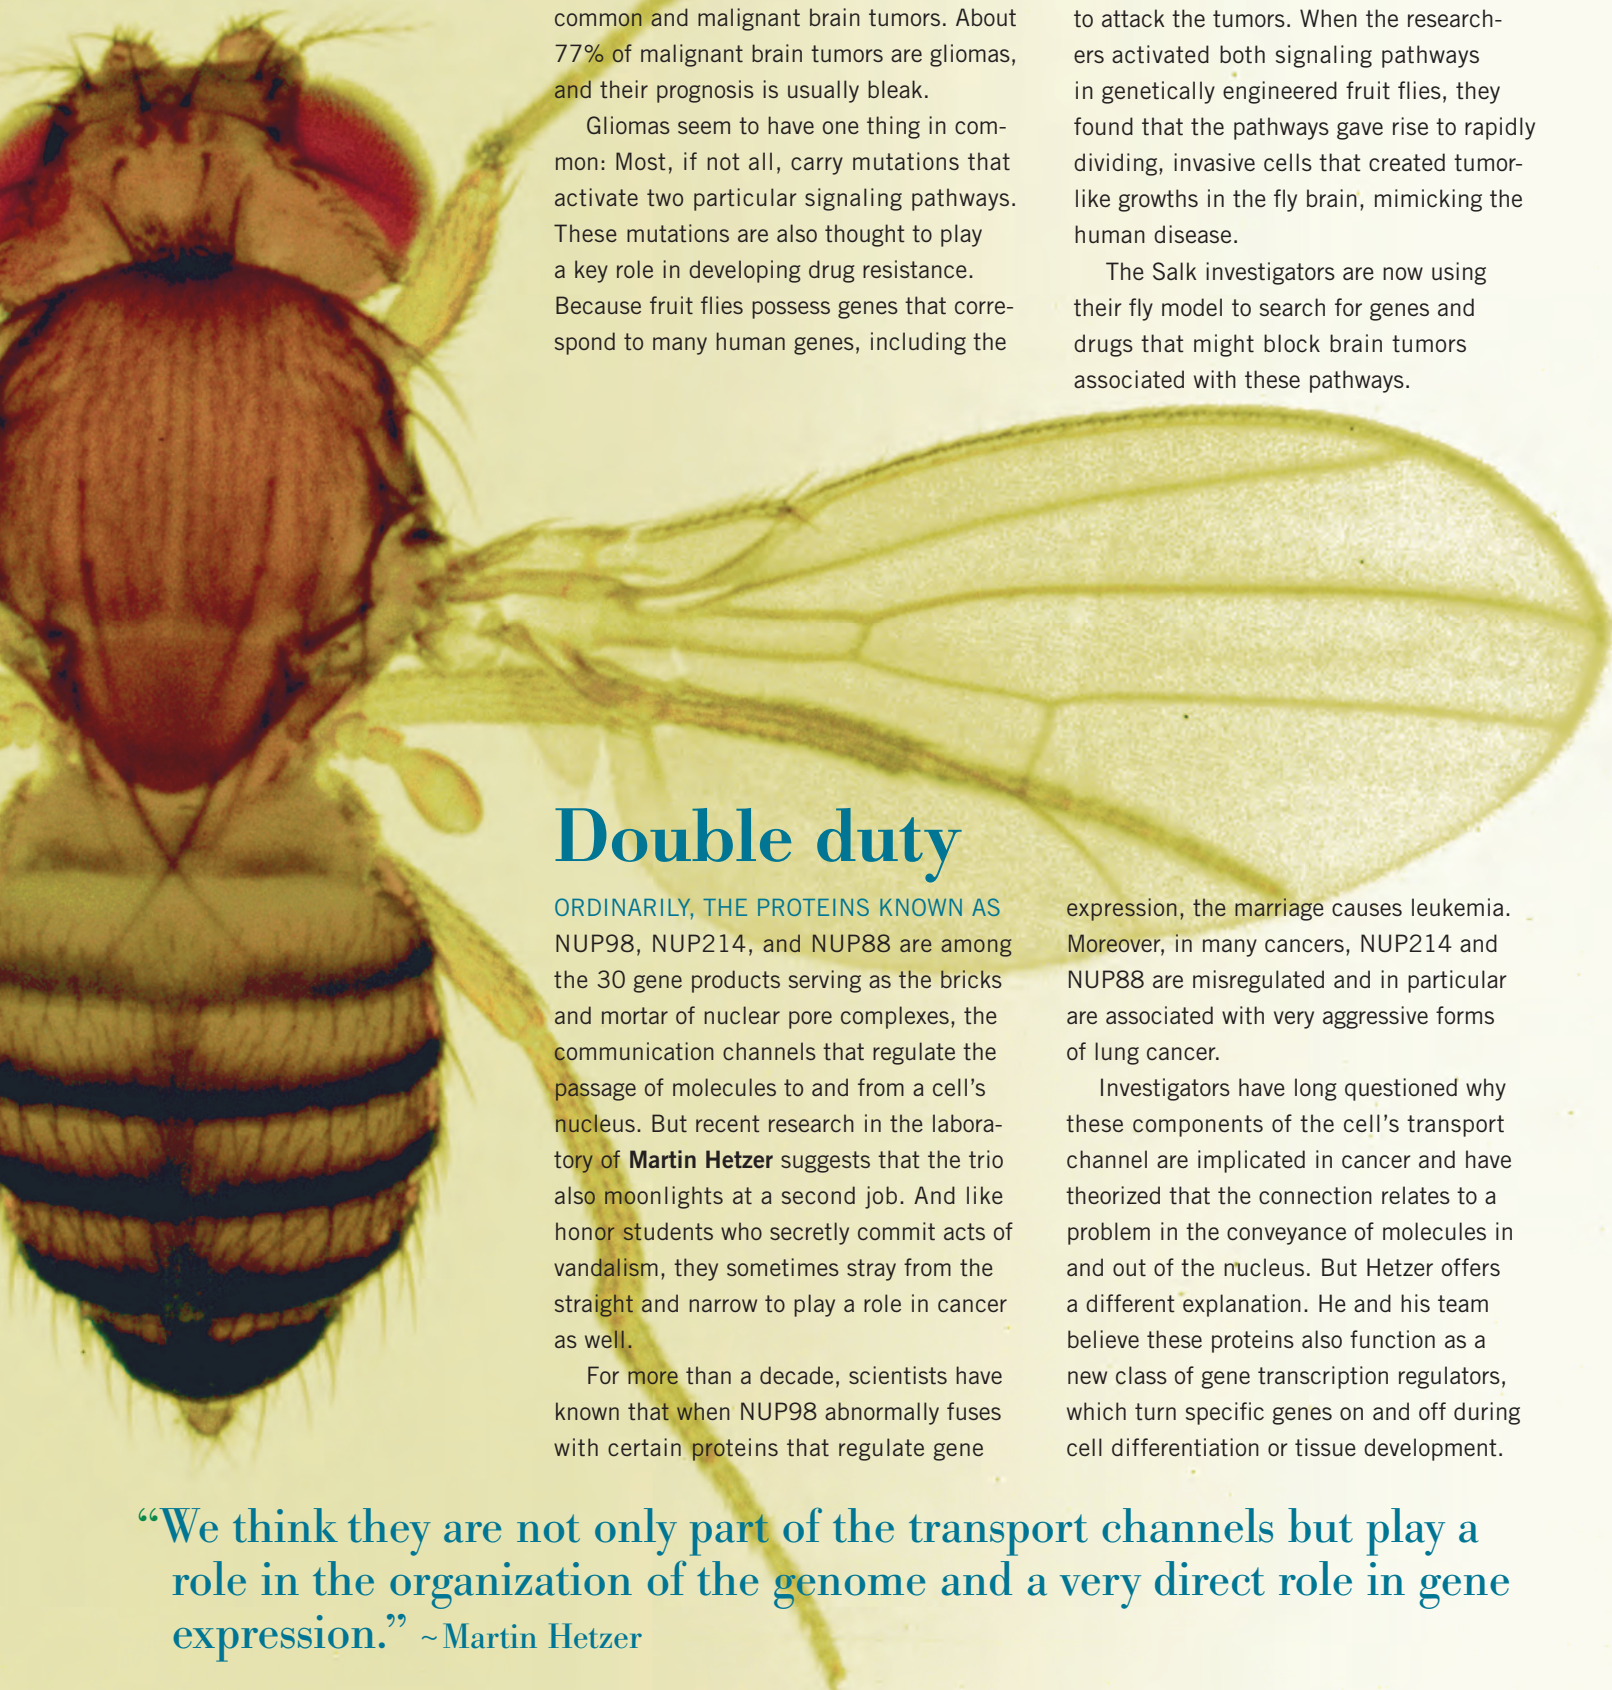 common and malignant brain tumors. About
77% of malignant brain tumors are gliomas,
and their prognosis is usually bleak.
Gliomas seem to have one thing in com-
mon: Most, if not all, carry mutations that
activate two particular signaling pathways.
These mutations are also thought to play
a key role in developing drug resistance.
Because fruit flies possess genes that corre-
spond to many human genes, including the
to attack the tumors. When the research-
ers activated both signaling pathways
in genetically engineered fruit flies, they
found that the pathways gave rise to rapidly
dividing, invasive cells that created tumor-
like growths in the fly brain, mimicking the
human disease.
The Salk investigators are now using
their fly model to search for genes and
drugs that might block brain tumors
associated with these pathways.
Double duty
ORDINARILY, THE PROTEINS KNOWN AS
NUP98, NUP214, and NUP88 are among
the 30 gene products serving as the bricks
and mortar of nuclear pore complexes, the
communication channels that regulate the
passage of molecules to and from a cell’s
nucleus. But recent research in the labora-
tory of Martin Hetzer suggests that the trio
also moonlights at a second job. And like
honor students who secretly commit acts of
vandalism, they sometimes stray from the
straight and narrow to play a role in cancer
as well.
For more than a decade, scientists have
known that when NUP98 abnormally fuses
with certain proteins that regulate gene
expression, the marriage causes leukemia.
Moreover, in many cancers, NUP214 and
NUP88 are misregulated and in particular
are associated with very aggressive forms
of lung cancer.
Investigators have long questioned why
these components of the cell’s transport
channel are implicated in cancer and have
theorized that the connection relates to a
problem in the conveyance of molecules in
and out of the nucleus. But Hetzer offers
a different explanation. He and his team
believe these proteins also function as a
new class of gene transcription regulators,
which turn specific genes on and off during
cell differentiation or tissue development.
“We think they are not only part of the transport channels but play a
role in the organization of the genome and a very direct role in gene
expression.” ~Martin Hetzer